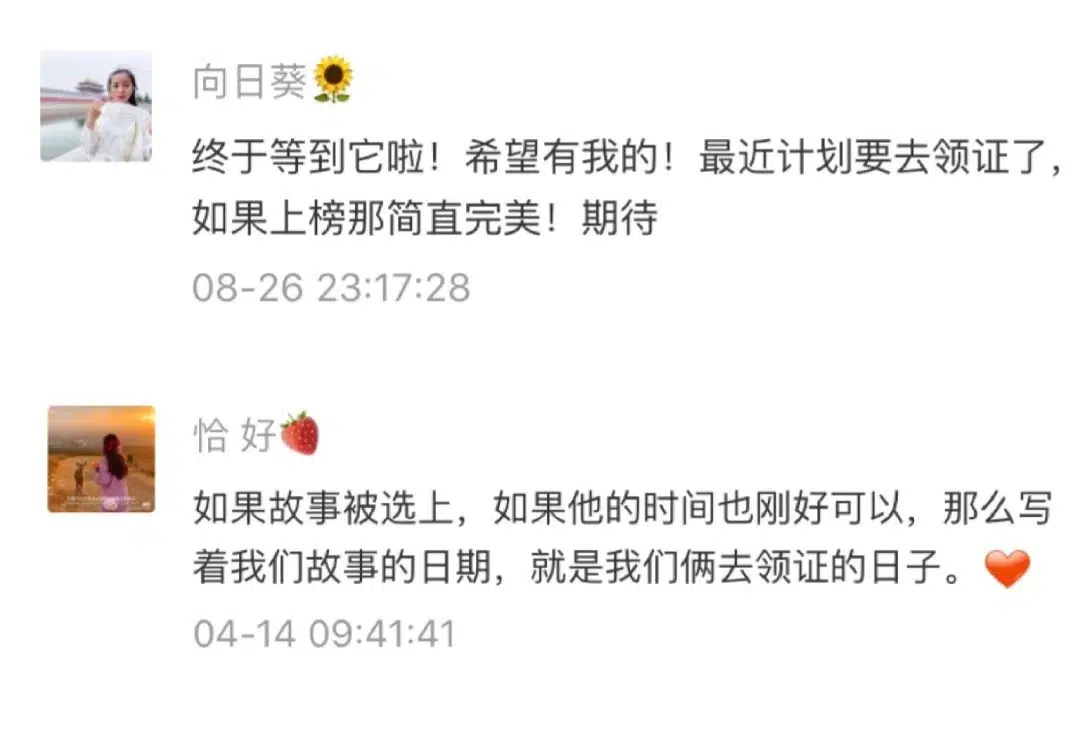 向日葵🌻
终于等到它啦！希望有我的！最近计划要去领证了，
如果上榜那简直完美！期待
08-26 23:17:28
恰 好🍓
如果故事被选上，如果他的时间也刚好可以，那么写
着我们故事的日期，就是我们俩去领证的日子。❤️
04-14 09:41:41